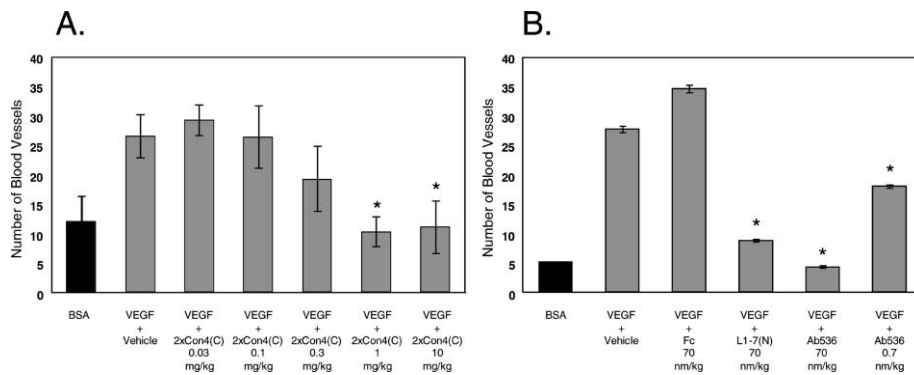 A.
Number of Blood Vessels
40
35
30
25
20
15
10
5
0
*
*
BSA
VEGF
+
Vehicle
VEGF
+
2xCon4(C)
0.03
mg/kg
VEGF
+
2xCon4(C)
0.1
mg/kg
VEGF
+
2xCon4(C)
0.3
mg/kg
VEGF
+
2xCon4(C)
1
mg/kg
VEGF
+
2xCon4(C)
10
mg/kg
B.
Number of Blood Vessels
40
35
30
25
20
15
10
5
0
*
*
*
BSA
VEGF
+
Vehicle
VEGF
+
Fc
70
nm/kg
VEGF
+
L1-7(N)
70
nm/kg
VEGF
+
Ab536
70
nm/kg
VEGF
+
Ab536
0.7
nm/kg